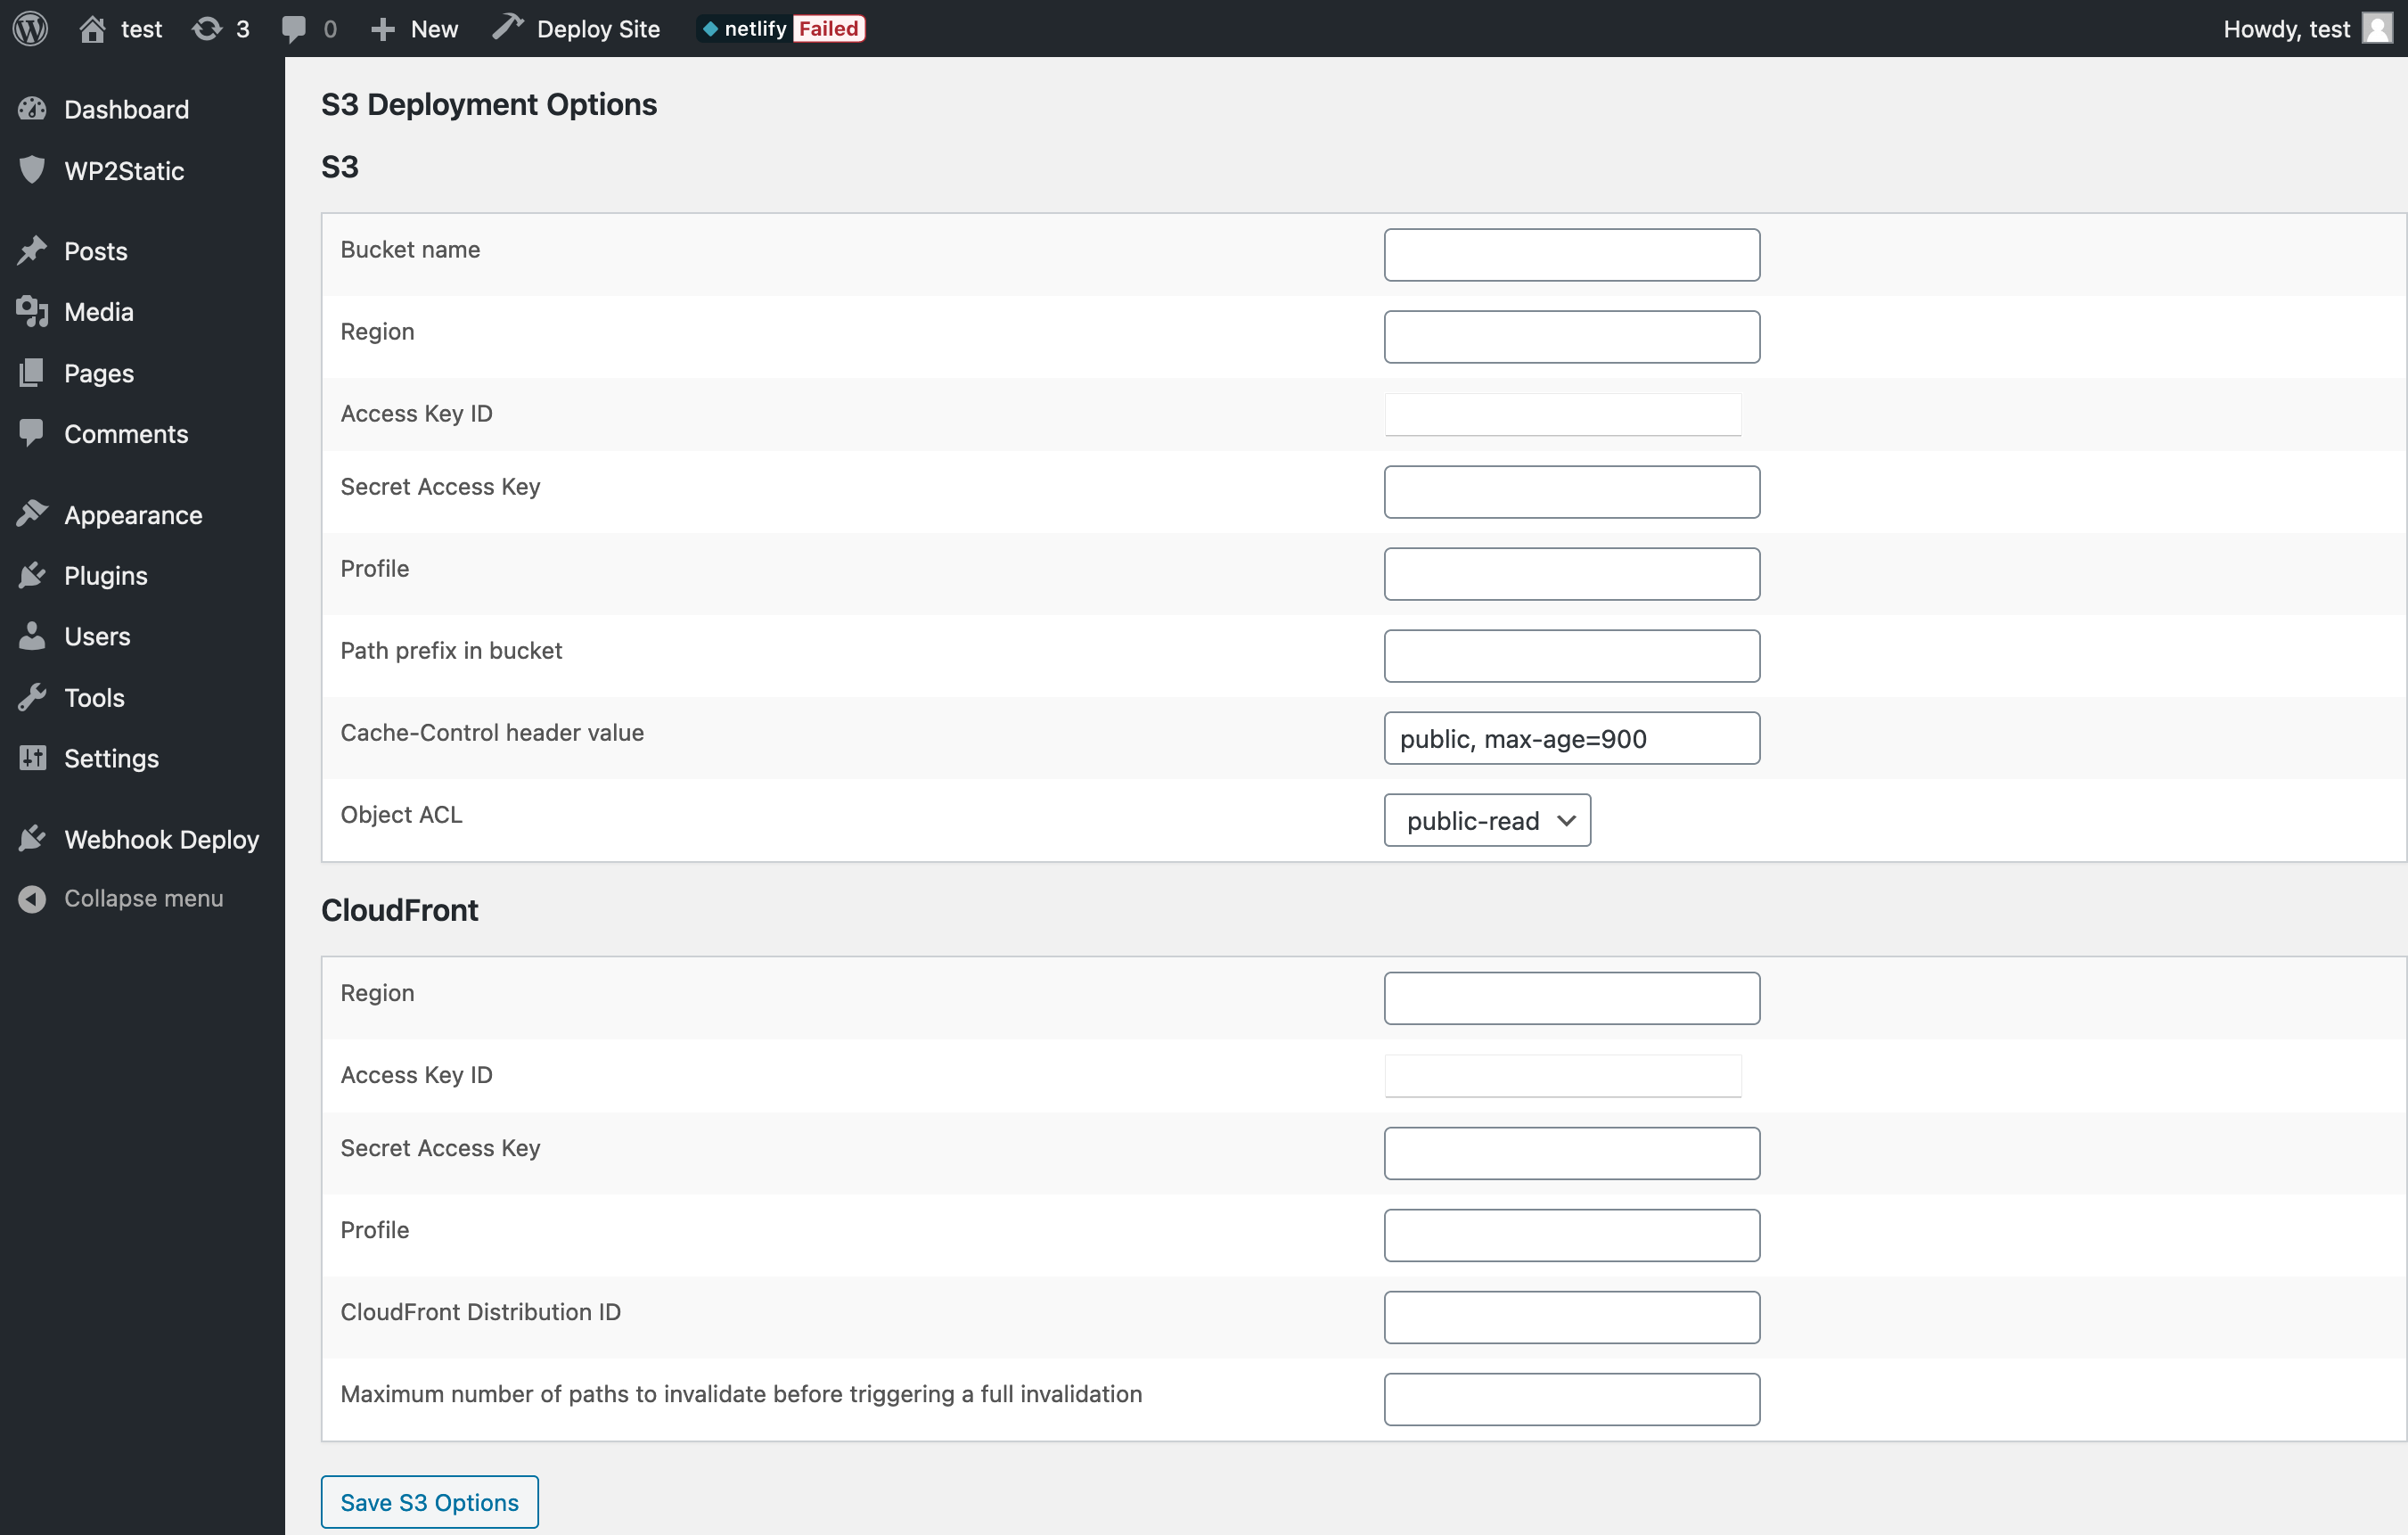 test 3 0 New Deploy Site netlify Failed Howdy, test
Dashboard
WP2Static
Posts
Media
Pages
Comments
Appearance
Plugins
Users
Tools
Settings
Webhook Deploy
Collapse menu
S3 Deployment Options
S3
Bucket name
Region
Access Key ID
Secret Access Key
Profile
Path prefix in bucket
Cache-Control header value public, max-age=900
Object ACL public-read
CloudFront
Region
Access Key ID
Secret Access Key
Profile
CloudFront Distribution ID
Maximum number of paths to invalidate before triggering a full invalidation
Save S3 Options